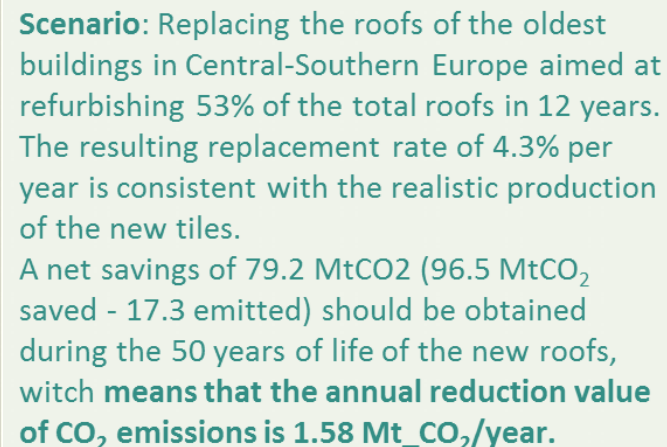 Scenario: Replacing the roofs of the oldest
buildings in Central-Southern Europe aimed at
refurbishing 53% of the total roofs in 12 years.
The resulting replacement rate of 4.3% per
year is consistent with the realistic production
of the new tiles.
A net savings of 79.2 MtCO2 (96.5 MtCO₂
saved - 17.3 emitted) should be obtained
during the 50 years of life of the new roofs,
witch means that the annual reduction value
of CO₂ emissions is 1.58 Mt_CO₂/year.